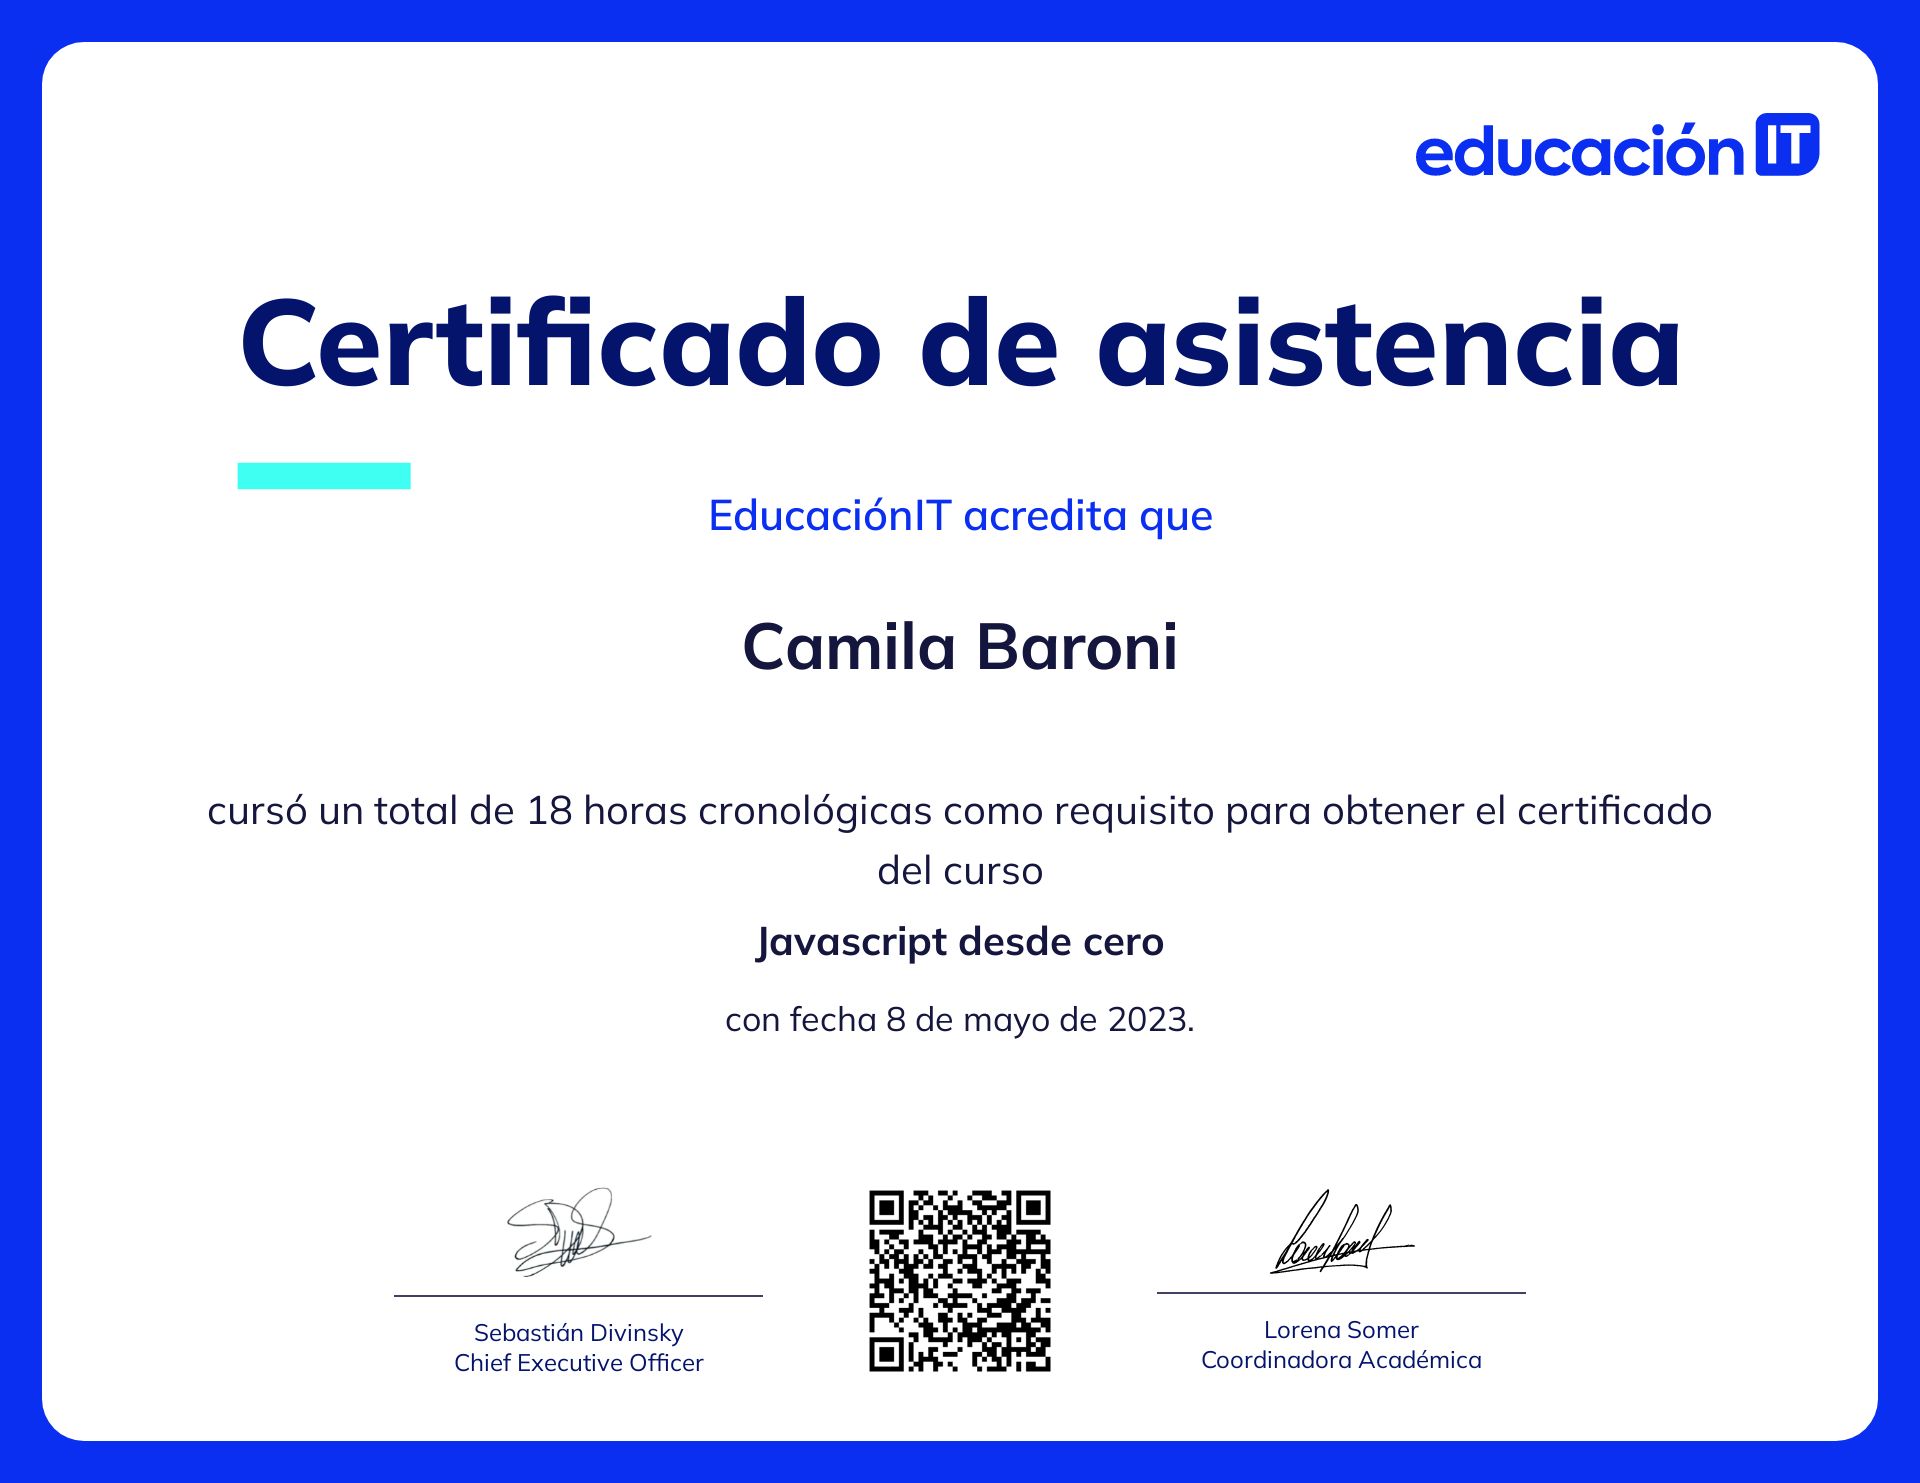 educación IT
Certificado de asistencia
EducaciónIT acredita que
Camila Baroni
cursó un total de 18 horas cronológicas como requisito para obtener el certificado
del curso
Javascript desde cero
con fecha 8 de mayo de 2023.
Sebastián Divinsky
Chief Executive Officer
Lorena Somer
Coordinadora Académica